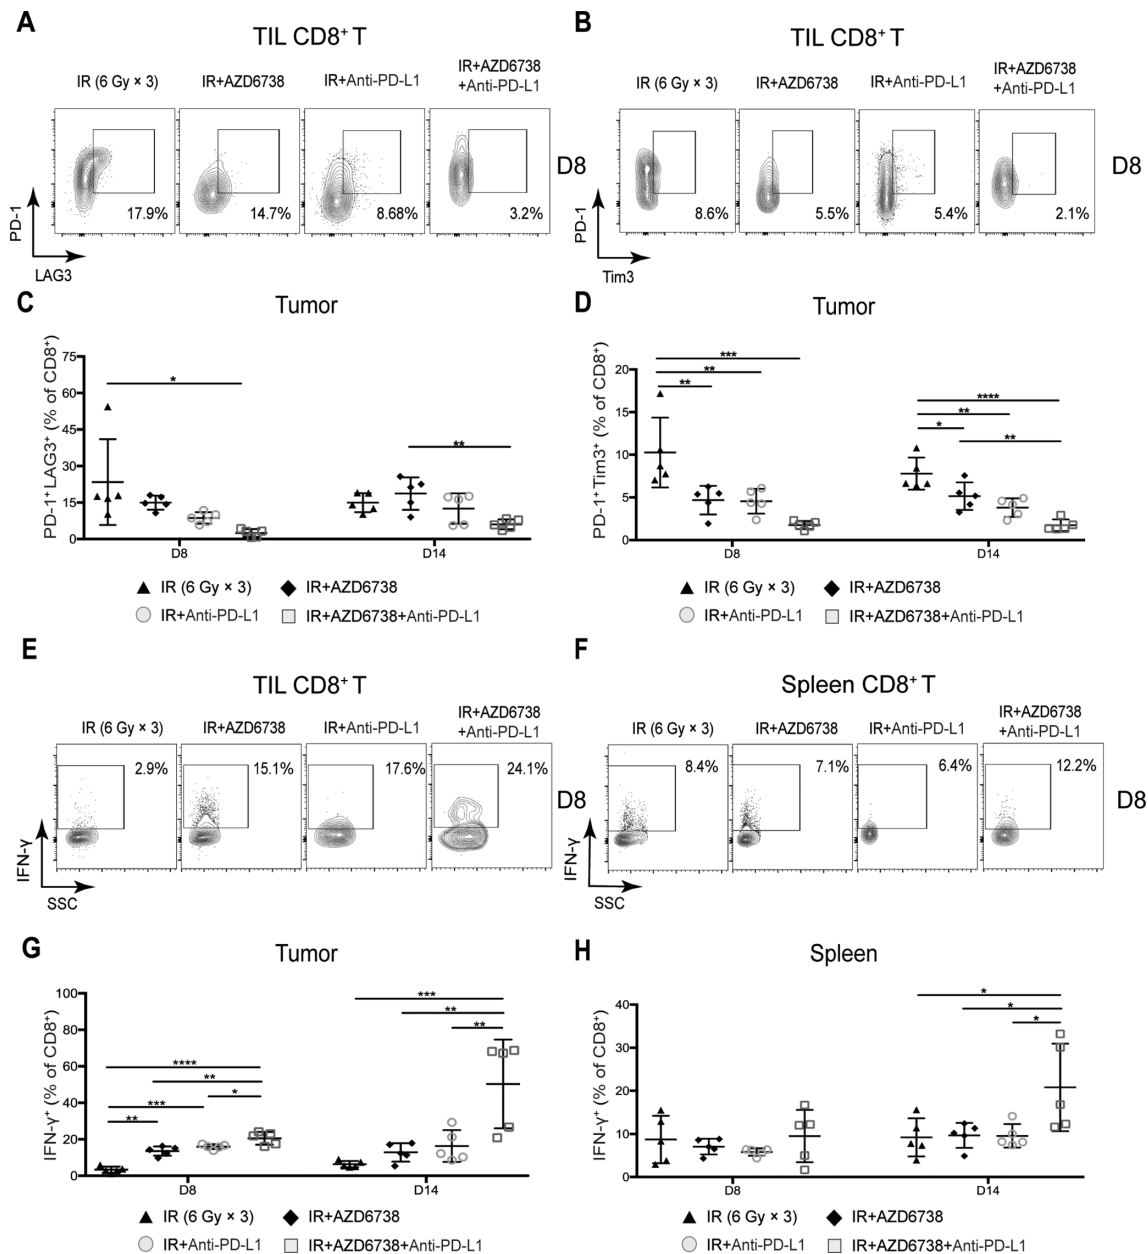 A
TIL CD8+ T
IR (6 Gy × 3)
IR+AZD6738
IR+Anti-PD-L1
IR+AZD6738
+Anti-PD-L1
17.9%
14.7%
8.68%
3.2%
D8
PD-1
LAG3
B
TIL CD8+ T
IR (6 Gy × 3)
IR+AZD6738
IR+Anti-PD-L1
IR+AZD6738
+Anti-PD-L1
8.6%
5.5%
5.4%
2.1%
D8
PD-1
Tim3
C
Tumor
PD-1+ LAG3+ (% of CD8+)
75
60
45
30
15
0
*
**
D8
D14
IR (6 Gy × 3)
IR+AZD6738
IR+Anti-PD-L1
IR+AZD6738+Anti-PD-L1
D
Tumor
PD-1+ Tim3+ (% of CD8+)
20
15
10
5
0
***
**
**
****
**
*
**
D8
D14
IR (6 Gy × 3)
IR+AZD6738
IR+Anti-PD-L1
IR+AZD6738+Anti-PD-L1
E
TIL CD8+ T
IR (6 Gy × 3)
IR+AZD6738
IR+Anti-PD-L1
IR+AZD6738
+Anti-PD-L1
2.9%
15.1%
17.6%
24.1%
D8
IFN-γ
SSC
F
Spleen CD8+ T
IR (6 Gy × 3)
IR+AZD6738
IR+Anti-PD-L1
IR+AZD6738
+Anti-PD-L1
8.4%
7.1%
6.4%
12.2%
D8
IFN-γ
SSC
G
Tumor
IFN-γ+ (% of CD8+)
100
80
60
40
20
0
****
**
*
***
**
***
**
**
D8
D14
IR (6 Gy × 3)
IR+AZD6738
IR+Anti-PD-L1
IR+AZD6738+Anti-PD-L1
H
Spleen
IFN-γ+ (% of CD8+)
40
30
20
10
0
*
*
*
D8
D14
IR (6 Gy × 3)
IR+AZD6738
IR+Anti-PD-L1
IR+AZD6738+Anti-PD-L1